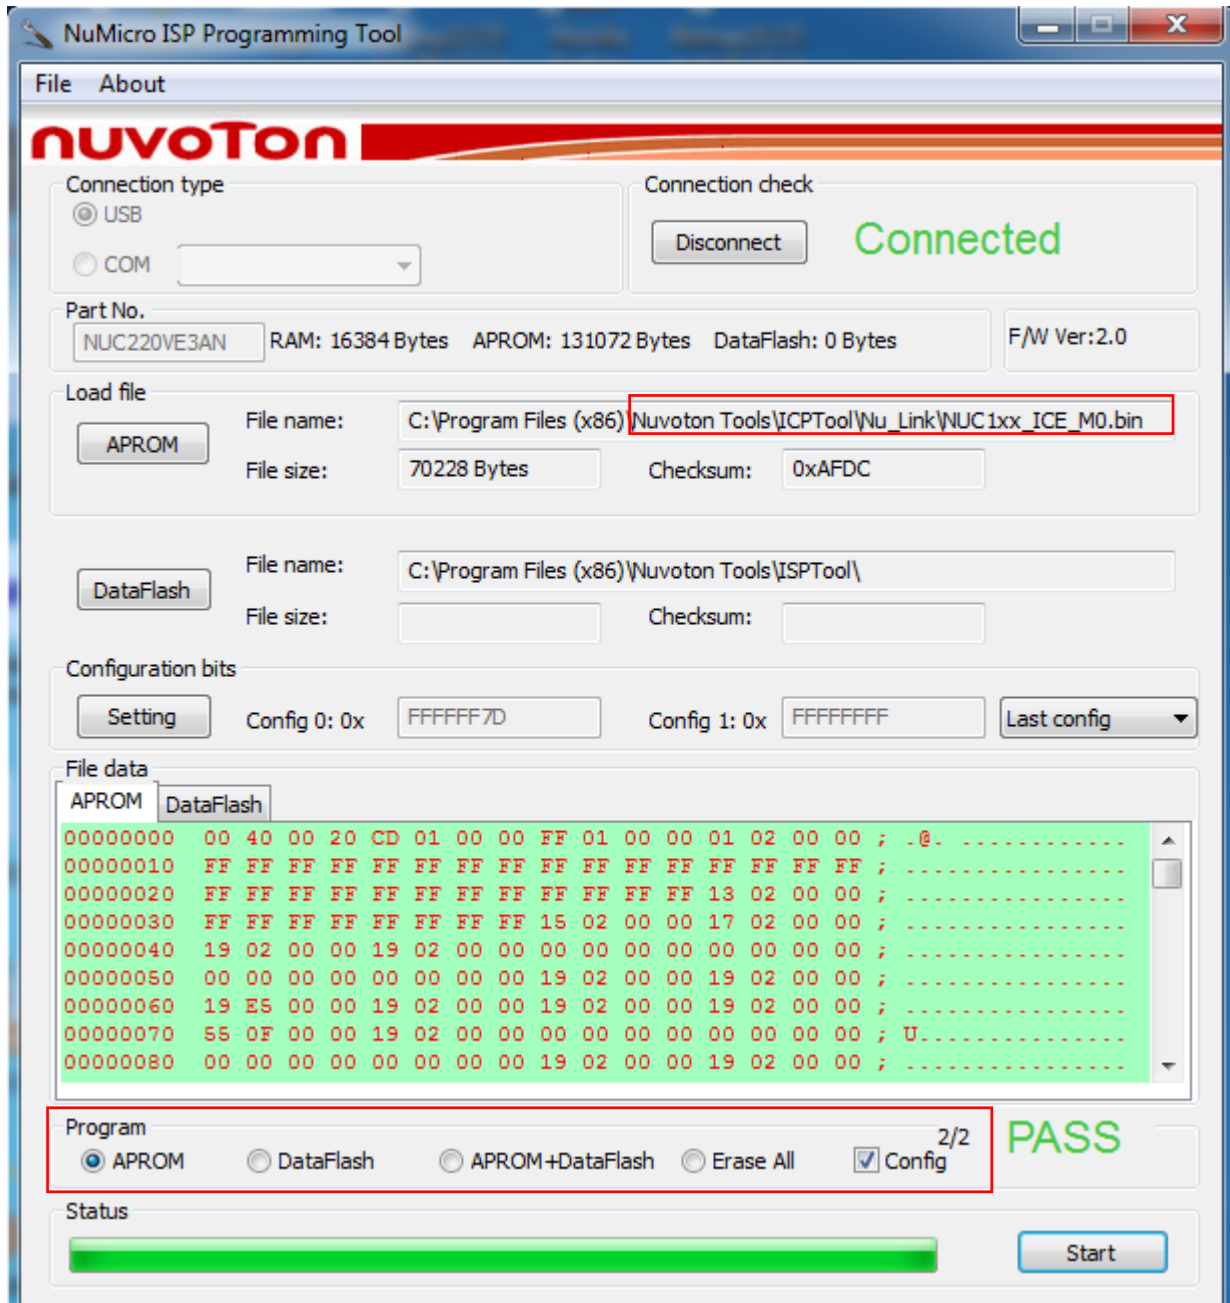 NuMicro ISP Programming Tool
File About
nuvoTon
Connection type
USB
COM
Connection check
Disconnect Connected
Part No.
NUC220VE3AN RAM: 16384 Bytes APROM: 131072 Bytes DataFlash: 0 Bytes F/W Ver:2.0
Load file
APROM
File name: C:\Program Files (x86)\Nuvoton Tools\ICPTool\Nu_Link\NUC1xx_ICE_M0.bin
File size: 70228 Bytes Checksum: 0xAFDC
DataFlash
File name: C:\Program Files (x86)\Nuvoton Tools\ISPTool\
File size: Checksum:
Configuration bits
Setting Config 0: 0x FFFFFF7D Config 1: 0x FFFFFFFF Last config
File data
APROM DataFlash
00000000 00 40 00 20 CD 01 00 00 FF 01 00 00 01 02 00 00 ; .@. ............
00000010 FF FF FF FF FF FF FF FF FF FF FF FF FF FF FF FF ; ................
00000020 FF FF FF FF FF FF FF FF FF FF FF FF 13 02 00 00 ; ................
00000030 FF FF FF FF FF FF FF FF 15 02 00 00 17 02 00 00 ; ................
00000040 19 02 00 00 19 02 00 00 00 00 00 00 00 00 00 00 ; ................
00000050 00 00 00 00 00 00 00 00 19 02 00 00 19 02 00 00 ; ................
00000060 19 E5 00 00 19 02 00 00 19 02 00 00 19 02 00 00 ; ................
00000070 55 0F 00 00 19 02 00 00 00 00 00 00 00 00 00 00 ; U...............
00000080 00 00 00 00 00 00 00 00 19 02 00 00 19 02 00 00 ; ................
Program
2/2
APROM DataFlash APROM+DataFlash Erase All Config
PASS
Status
Start